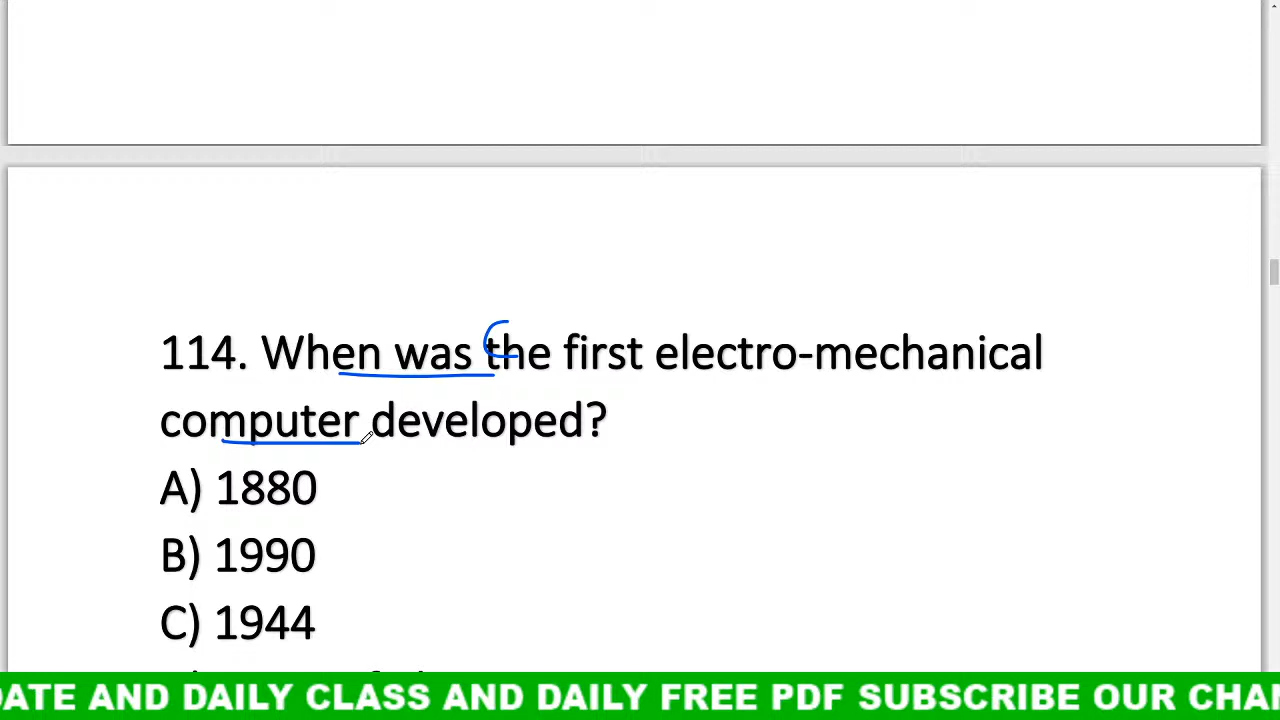 114. When was the first electro-mechanical
computer developed?
A) 1880
B) 1990
C) 1944
DATE AND DAILY CLASS AND DAILY FREE PDF SUBSCRIBE OUR CHAN